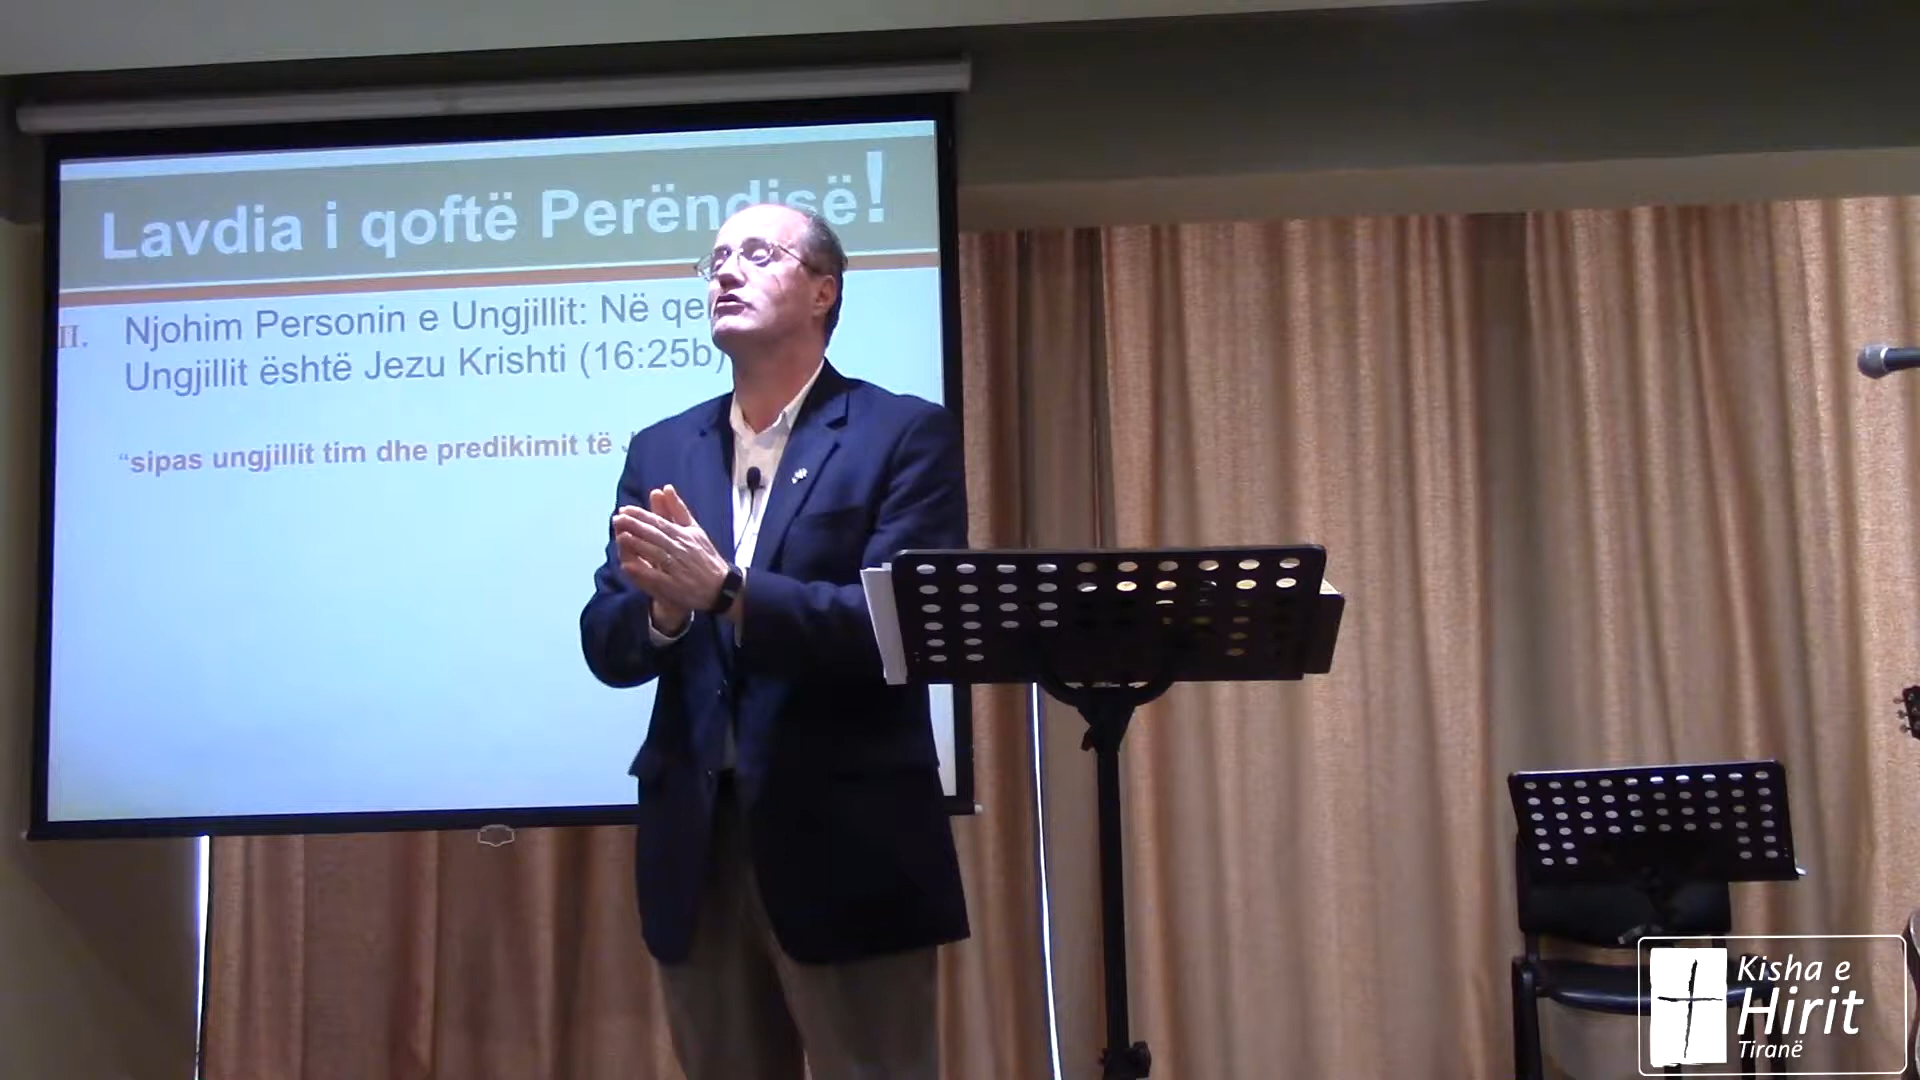 Lavdia i qoftë Perëndisë!
II. Njohim Personin e Ungjillit: Në
Ungjillit është Jezu Krishti (16:25b)
“sipas ungjillit tim dhe predikimit të
Kisha e
Hirit
Tiranë